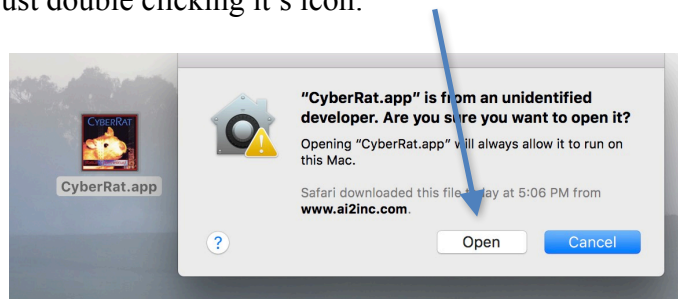 ust double clicking it's icon.
CYBERRAT
CyberRat.app
"CyberRat.app" is from an unidentified
developer. Are you sure you want to open it?
Opening "CyberRat.app" will always allow it to run on
this Mac.
Safari downloaded this file today at 5:06 PM from
www.ai2inc.com.
?
Open
Cancel